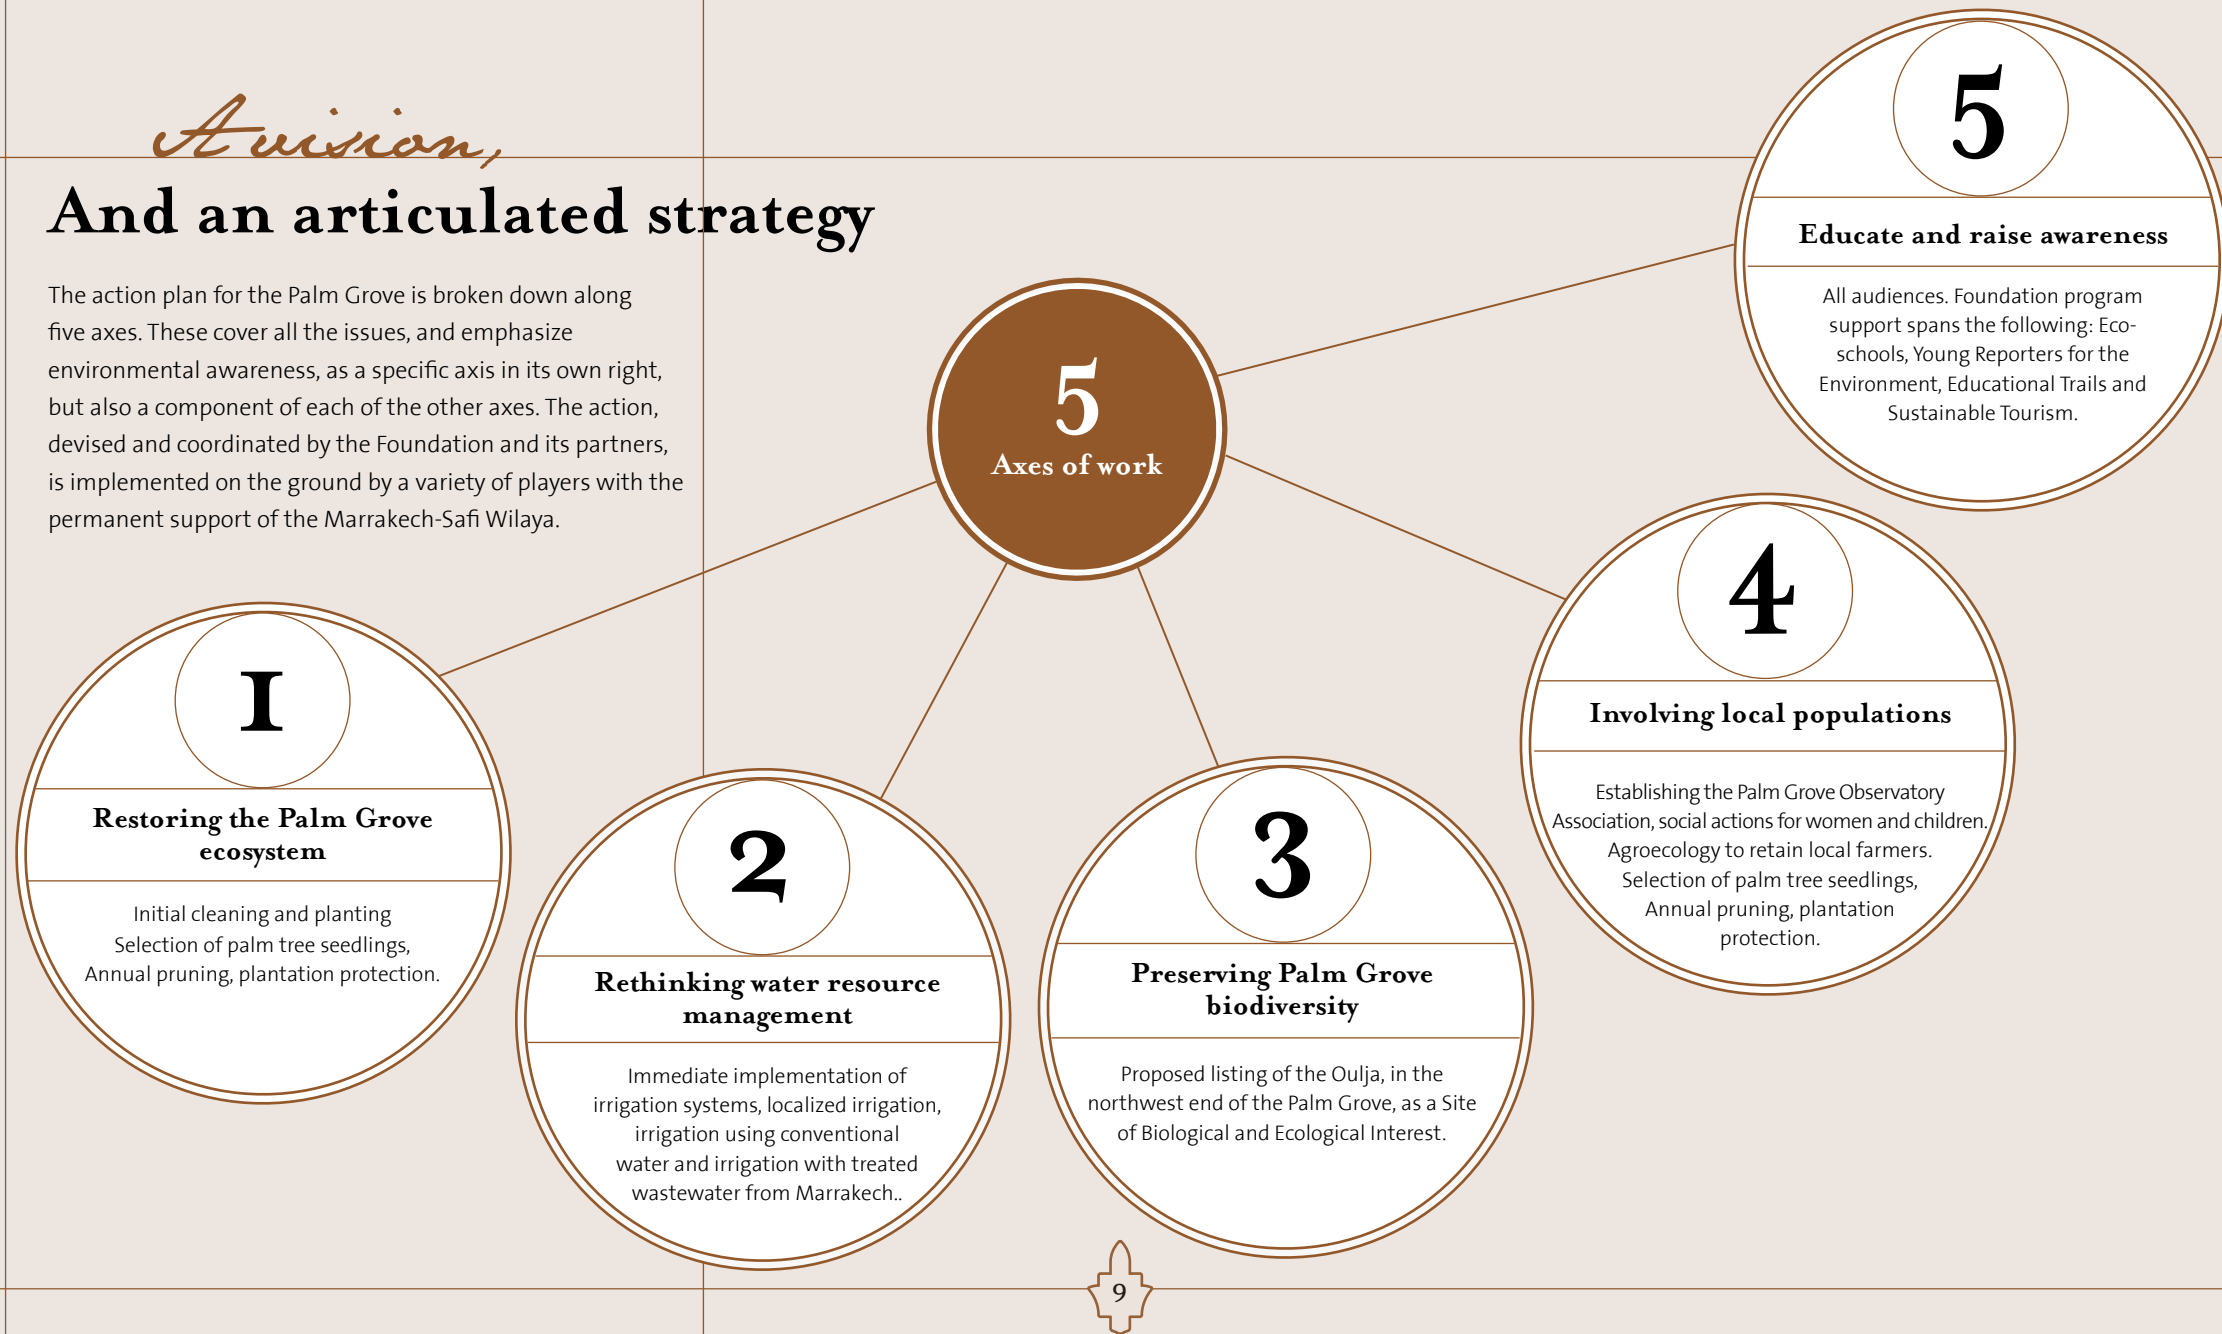 A vision,
And an articulated strategy
The action plan for the Palm Grove is broken down along
five axes. These cover all the issues, and emphasize
environmental awareness, as a specific axis in its own right,
but also a component of each of the other axes. The action,
devised and coordinated by the Foundation and its partners,
is implemented on the ground by a variety of players with the
permanent support of the Marrakech-Safi Wilaya.
5
Axes of work
1
Restoring the Palm Grove
ecosystem
Initial cleaning and planting
Selection of palm tree seedlings,
Annual pruning, plantation protection.
2
Rethinking water resource
management
Immediate implementation of
irrigation systems, localized irrigation,
irrigation using conventional
water and irrigation with treated
wastewater from Marrakech..
3
Preserving Palm Grove
biodiversity
Proposed listing of the Oulja, in the
northwest end of the Palm Grove, as a Site
of Biological and Ecological Interest.
4
Involving local populations
Establishing the Palm Grove Observatory
Association, social actions for women and children.
Agroecology to retain local farmers.
Selection of palm tree seedlings,
Annual pruning, plantation
protection.
5
Educate and raise awareness
All audiences. Foundation program
support spans the following: Eco-
schools, Young Reporters for the
Environment, Educational Trails and
Sustainable Tourism.
9